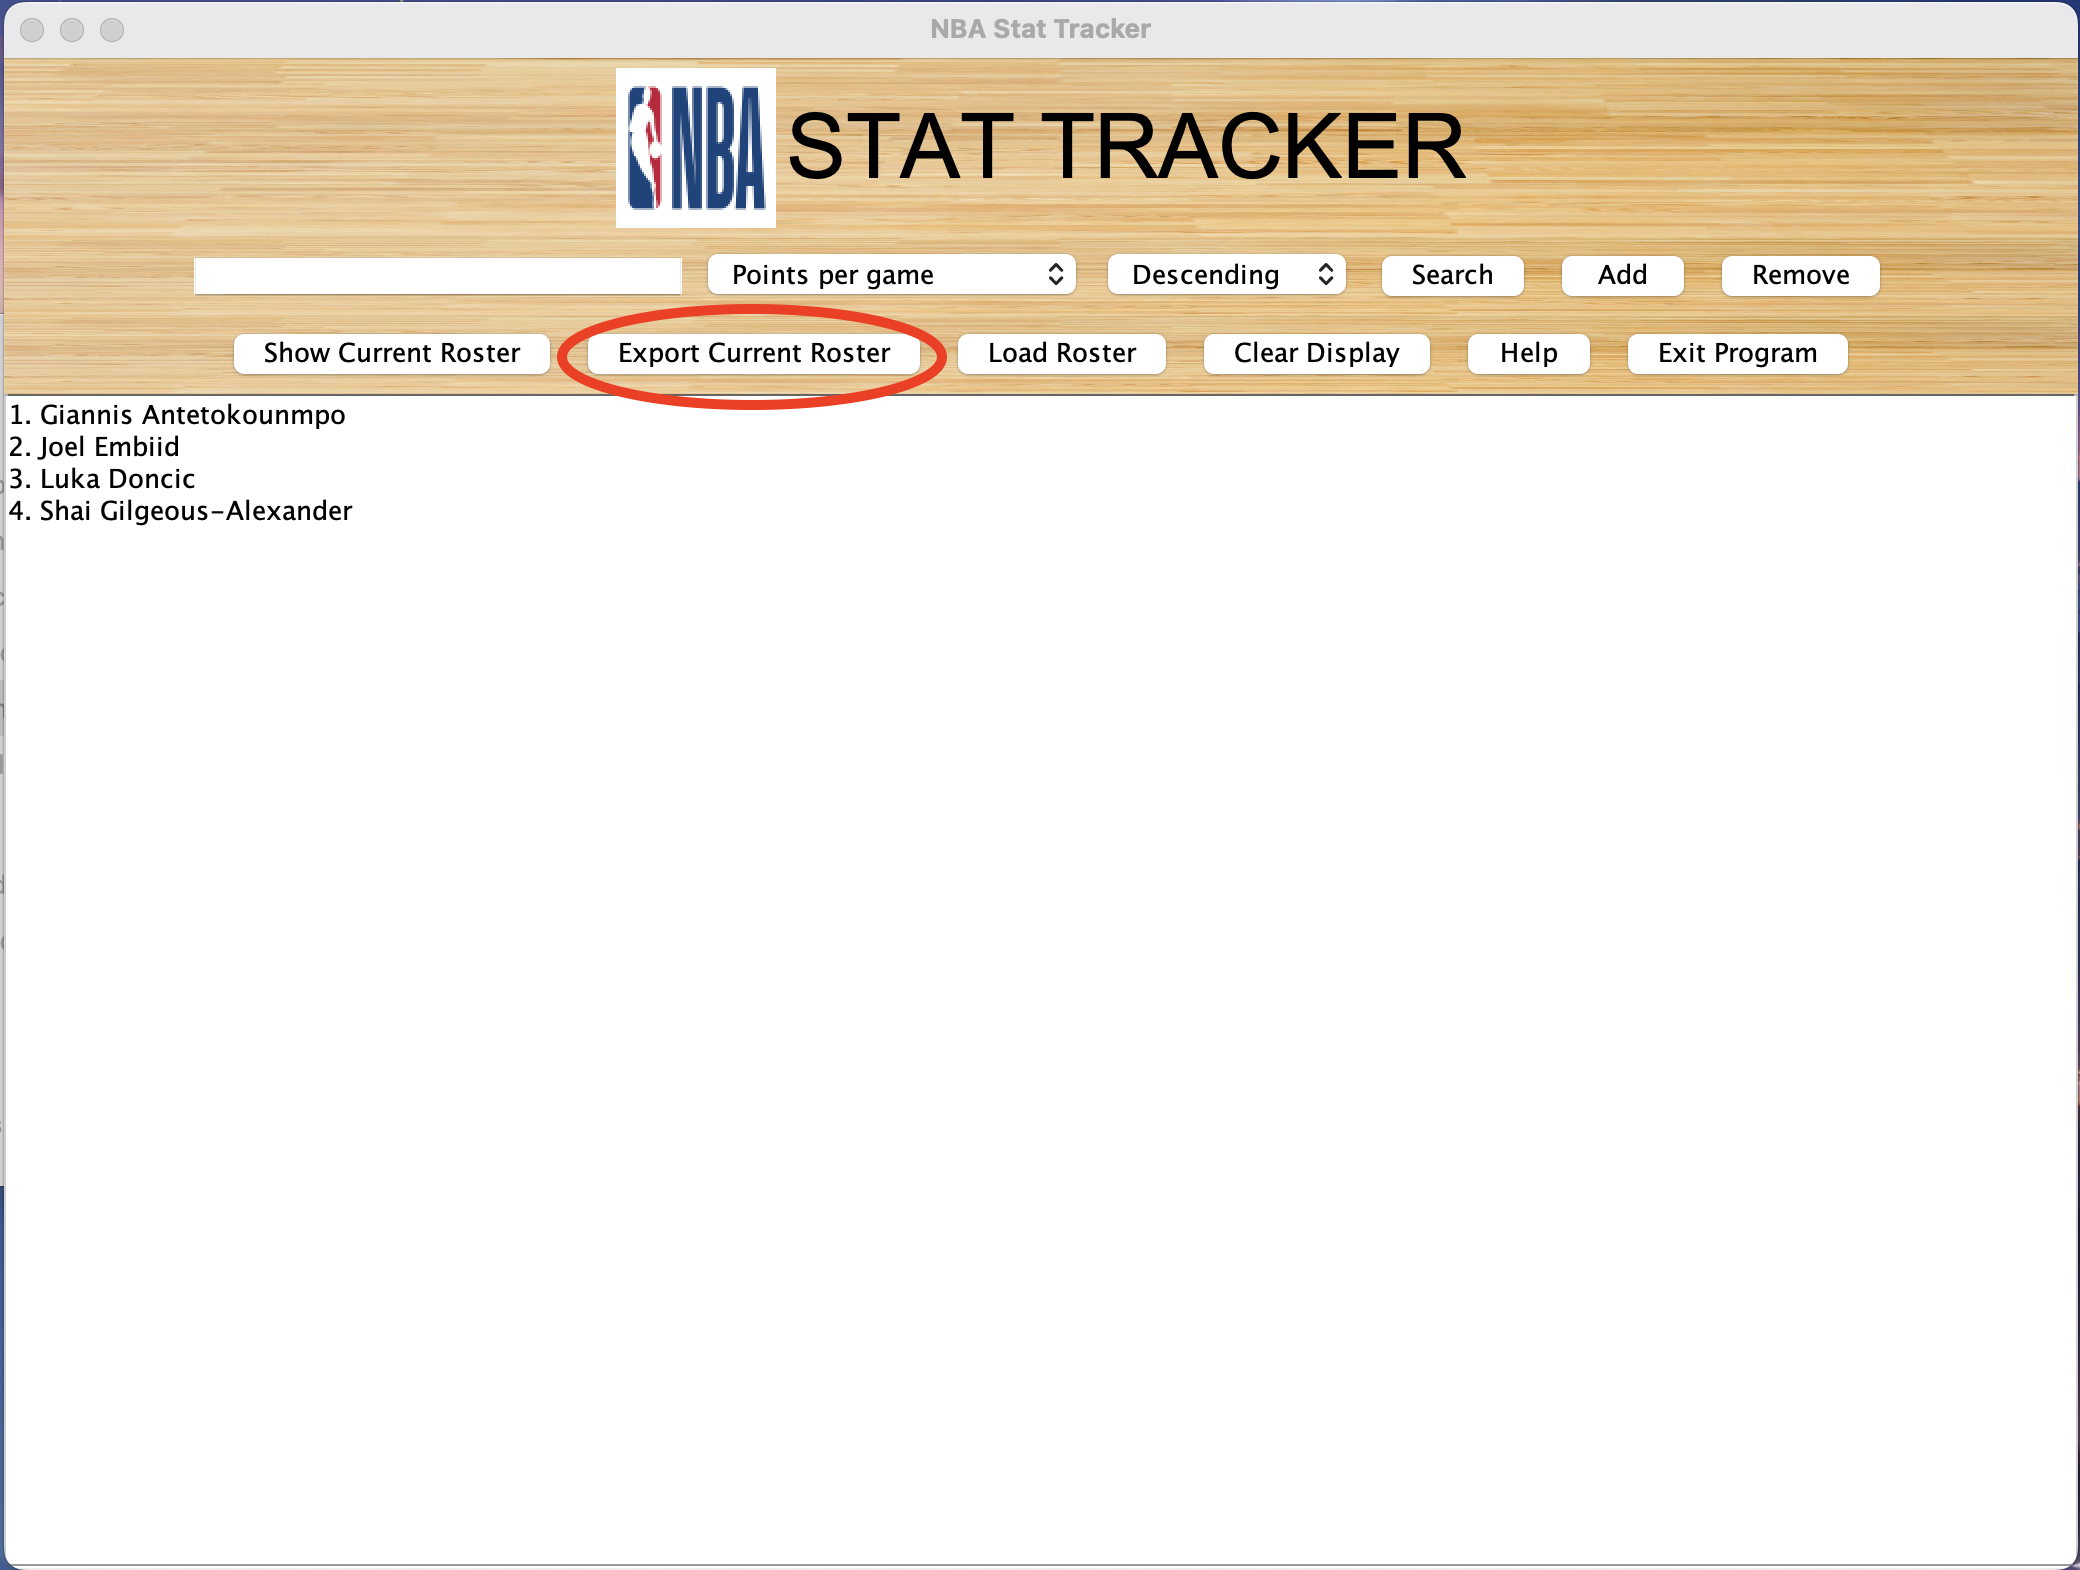 NBA Stat Tracker
NBA STAT TRACKER
Points per game Descending Search Add Remove
Show Current Roster Export Current Roster Load Roster Clear Display Help Exit Program
1. Giannis Antetokounmpo
2. Joel Embiid
3. Luka Doncic
4. Shai Gilgeous-Alexander